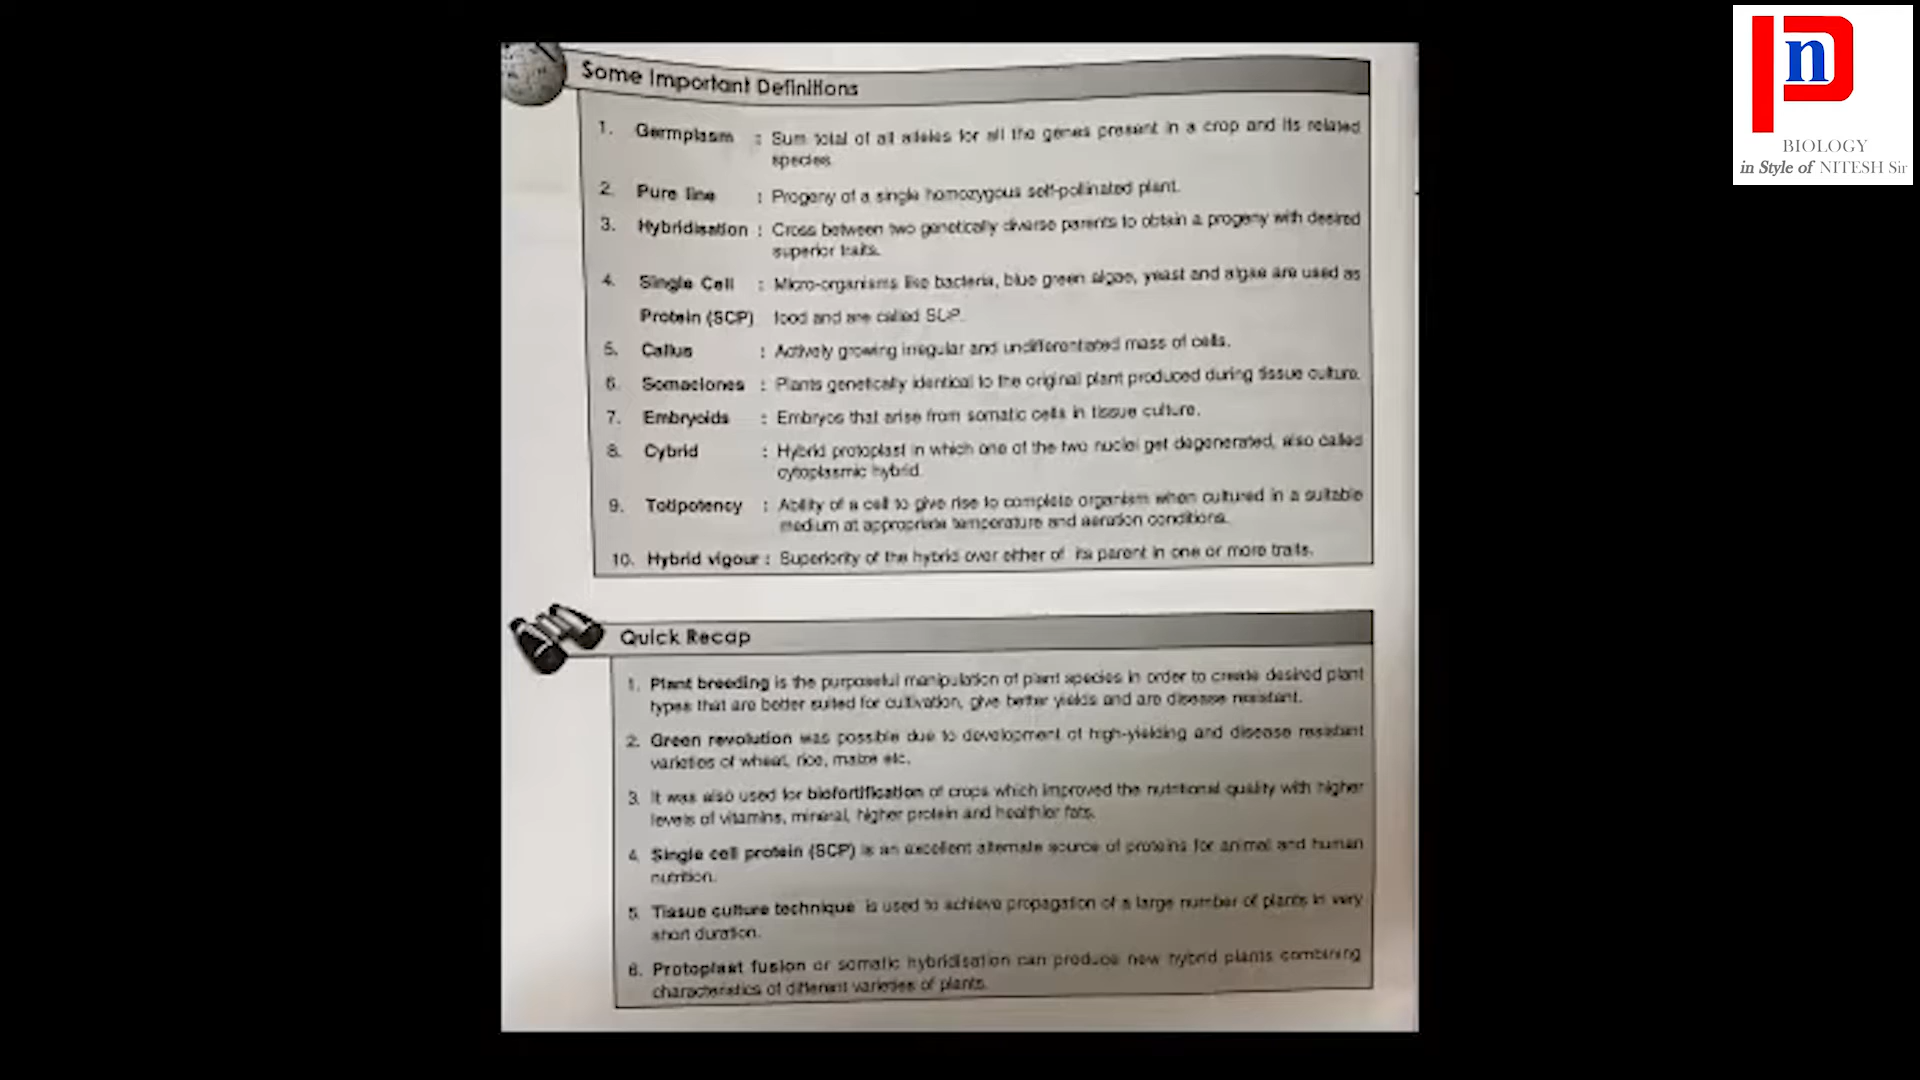 Some Important Definitions
1. Germplasm : Sum total of all alleles for all the genes present in a crop and its related
species.
2. Pure line : Progeny of a single homozygous self-pollinated plant.
3. Hybridisation : Cross between two genetically diverse parents to obtain a progeny with desired
superior traits.
4. Single Cell : Micro-organisms like bacteria, blue green algae, yeast and algae are used as
Protein (SCP) food and are called SCP.
5. Callus : Actively growing irregular and undifferentiated mass of cells.
6. Somaclones : Plants genetically identical to the original plant produced during tissue culture.
7. Embryoids : Embryos that arise from somatic cells in tissue culture.
8. Cybrid : Hybrid protoplast in which one of the two nuclei get degenerated, also called
cytoplasmic hybrid.
9. Totipotency : Ability of a cell to give rise to complete organism when cultured in a suitable
medium at appropriate temperature and aeration conditions.
10. Hybrid vigour : Superiority of the hybrid over either of its parent in one or more traits.
Quick Recap
1. Plant breeding is the purposeful manipulation of plant species in order to create desired plant
types that are better suited for cultivation, give better yields and are disease resistant.
2. Green revolution was possible due to development of high-yielding and disease resistant
varieties of wheat, rice, maize etc.
3. It was also used for biofortification of crops which improved the nutritional quality with higher
levels of vitamins, mineral, higher protein and healthier fats.
4. Single cell protein (SCP) is an excellent alternate source of proteins for animal and human
nutrition.
5. Tissue culture technique is used to achieve propagation of a large number of plants in very
short duration.
6. Protoplast fusion or somatic hybridisation can produce new hybrid plants combining
characteristics of different varieties of plants.
n
BIOLOGY
in Style of NITESH Sir